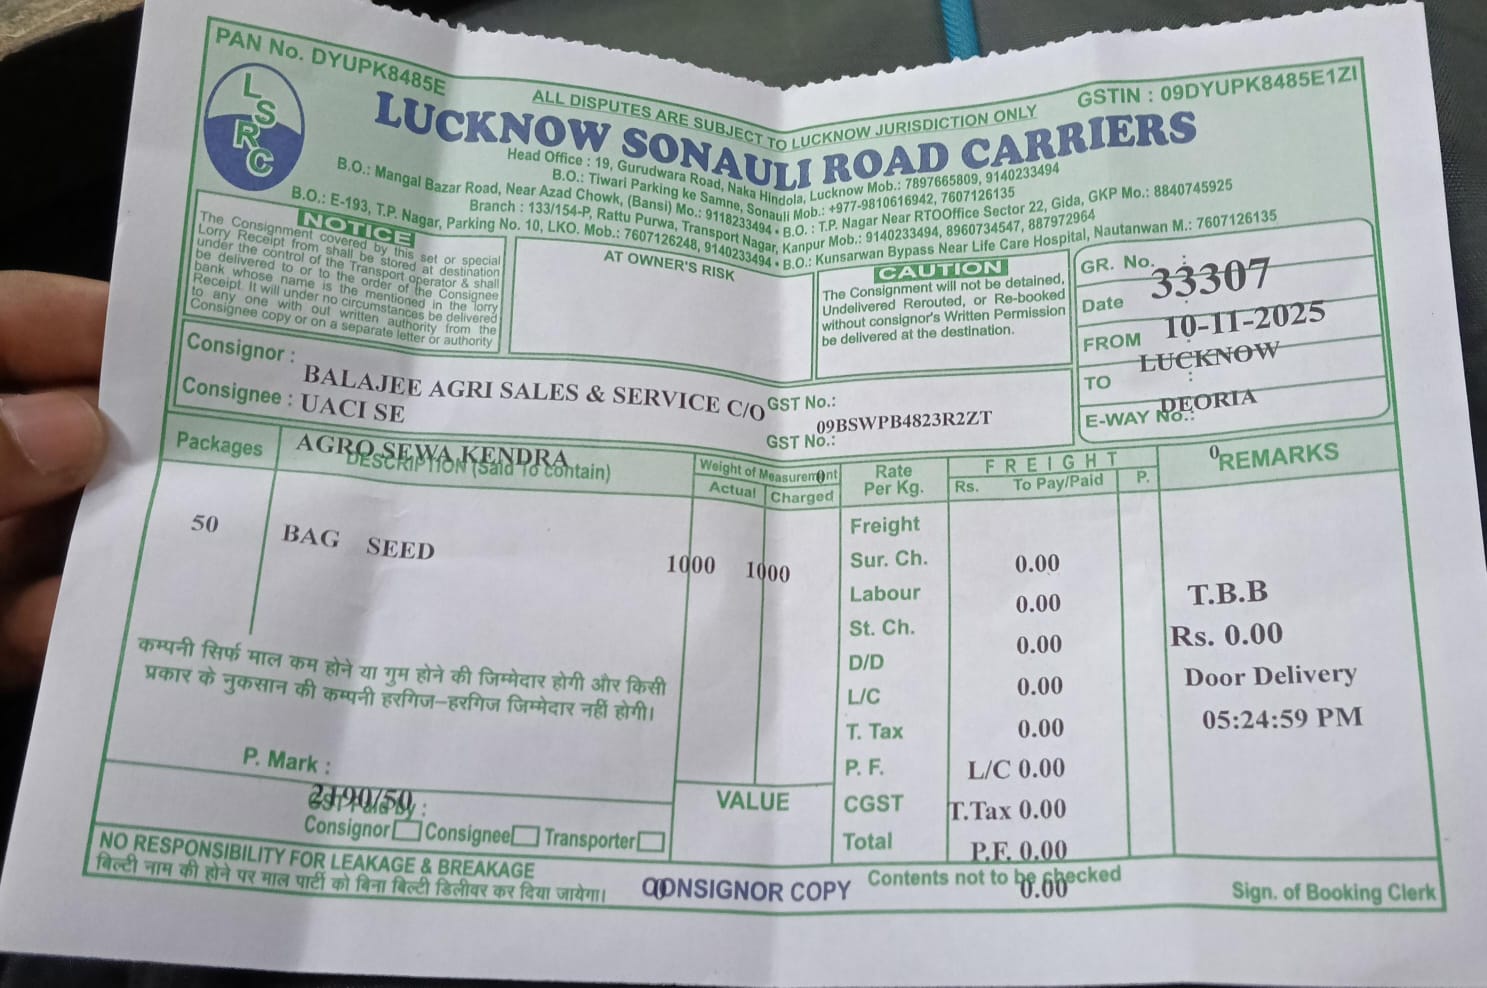 PAN No. DYUPK8485E
ALL DISPUTES ARE SUBJECT TO LUCKNOW JURISDICTION ONLY
GSTIN : 09DYUPK8485E1ZI
LSRC
LUCKNOW SONAULI ROAD CARRIERS
Head Office : 19, Gurudwara Road, Naka Hindola, Lucknow Mob.: 7897665809, 9140233494
B.O.: Tiwari Parking ke Samne, Sonauli Mob.: +977-9810616942, 7607126135
B.O.: Mangal Bazar Road, Near Azad Chowk, (Bansi) Mo.: 9118233494 • B.O. : T.P. Nagar Near RTOOffice Sector 22, Gida, GKP Mo.: 8840745925
Branch : 133/154-P, Rattu Purwa, Transport Nagar, Kanpur Mob.: 9140233494, 8960734547, 887972964
B.O.: E-193, T.P. Nagar, Parking No. 10, LKO. Mob.: 7607126248, 9140233494 • B.O.: Kunsarwan Bypass Near Life Care Hospital, Nautanwan M.: 7607126135
NOTICE
The Consignment covered by this set or special
Lorry Receipt from shall be stored at destination
under the control of the Transport operator & shall
be delivered to or to the order of the Consignee
bank whose name is the mentioned in the lorry
Receipt. It will under no circumstances be delivered
to any one with out written authority from the
Consignee copy or on a separate letter or authority
AT OWNER'S RISK
CAUTION
The Consignment will not be detained,
Undelivered Rerouted, or Re-booked
without consignor's Written Permission
be delivered at the destination.
GR. No. : 33307
Date : 10-11-2025
FROM : LUCKNOW
TO : DEORIA
E-WAY No.: 0
Consignor : BALAJEE AGRI SALES & SERVICE C/O UACI SE
GST No.: 09BSWPB4823R2ZT
Consignee : AGRO SEWA KENDRA
GST No.: 0
Packages
DESCRIPTION (Said To contain)
Weight of Measurement
Actual Charged
Rate Per Kg.
FREIGHT
Rs. To Pay/Paid P.
REMARKS
50 BAG SEED 1000 1000
Freight 0.00
Sur. Ch. 0.00
Labour 0.00
St. Ch. 0.00
D/D 0.00
L/C L/C 0.00
T. Tax T.Tax 0.00
P. F. P.F. 0.00
CGST
Total 0.00
T.B.B
Rs. 0.00
Door Delivery
05:24:59 PM
कम्पनी सिर्फ माल कम होने या गुम होने की जिम्मेदार होगी और किसी
प्रकार के नुकसान की कम्पनी हरगिज-हरगिज जिम्मेदार नहीं होगी।
P. Mark :
2190/50
GST Paid By :
Consignor Consignee Transporter
VALUE
0
NO RESPONSIBILITY FOR LEAKAGE & BREAKAGE
बिल्टी नाम की होने पर माल पार्टी को बिना बिल्टी डिलीवर कर दिया जायेगा।
CONSIGNOR COPY
Contents not to be checked
Sign. of Booking Clerk